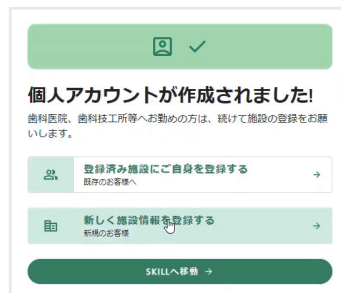 個人アカウントが作成されました!
歯科医院、歯科技工所等へお勤めの方は、続けて施設の登録をお願
いします。
登録済み施設にご自身を登録する
既存のお客様へ
新しく施設情報を登録する
新規のお客様
SKILLへ移動 →